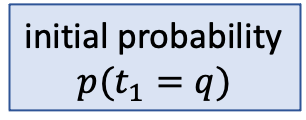 initial probability
p(t₁ = q)